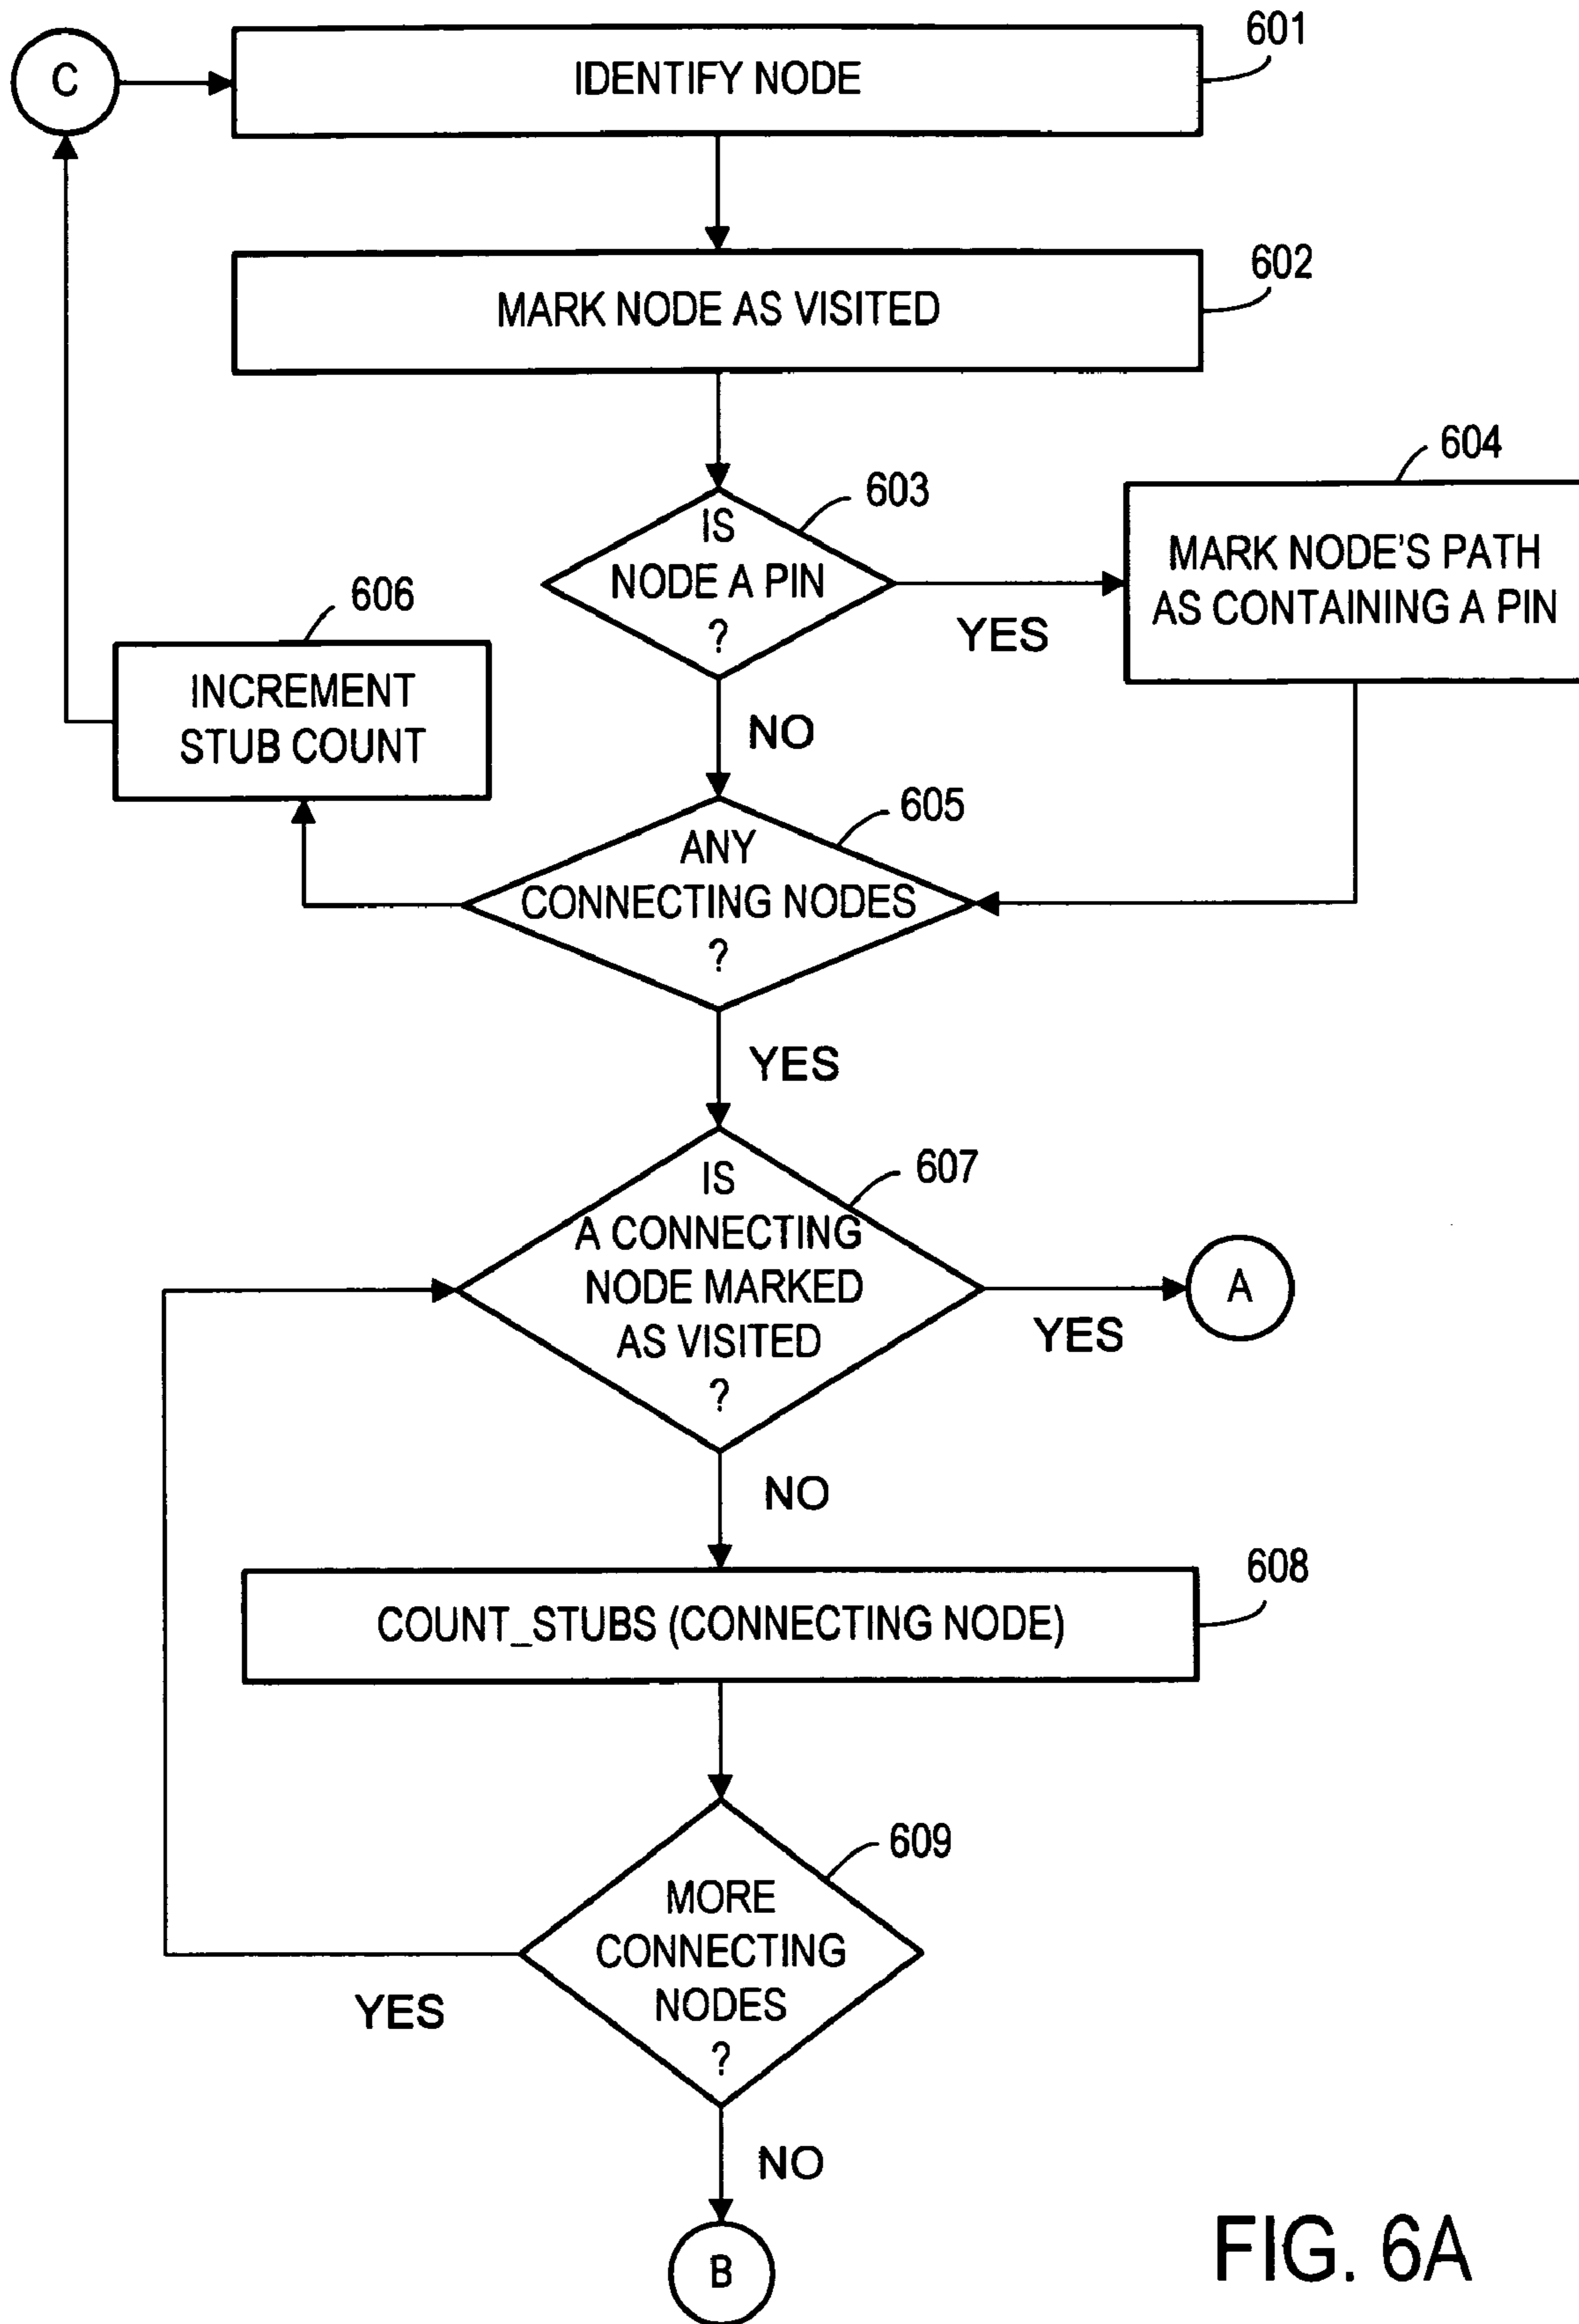 601
C
IDENTIFY NODE
602
MARK NODE AS VISITED
604
603
IS
NODE A PIN
?
YES
MARK NODE'S PATH
AS CONTAINING A PIN
606
INCREMENT
STUB COUNT
NO
605
ANY
CONNECTING NODES
?
YES
607
IS
A CONNECTING
NODE MARKED
AS VISITED
?
YES
A
NO
608
COUNT_STUBS (CONNECTING NODE)
609
MORE
CONNECTING
NODES
?
YES
NO
B
FIG. 6A